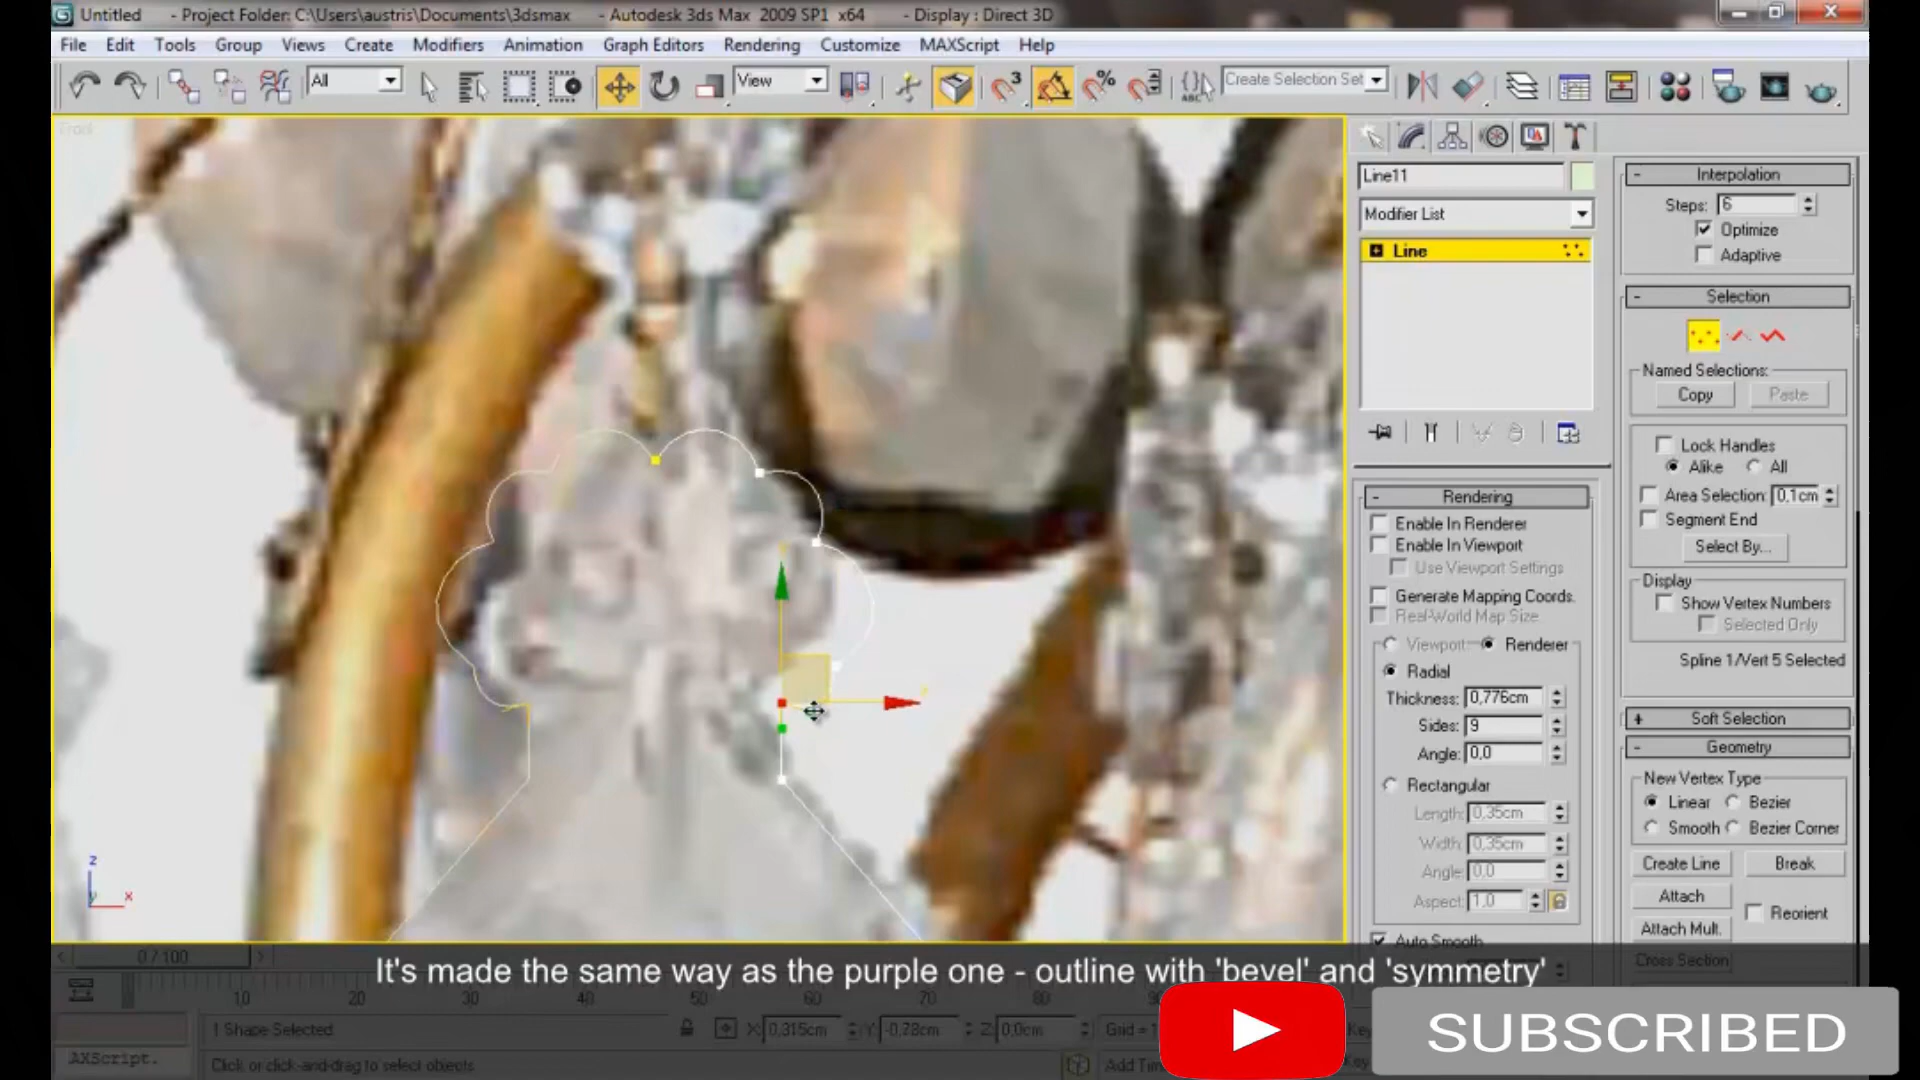 Untitled - Project Folder: C:\Users\austris\Documents\3dsmax - Autodesk 3ds Max 2009 SP1 x64 - Display : Direct 3D
File Edit Tools Group Views Create Modifiers Animation Graph Editors Rendering Customize MAXScript Help
All View 3 % ABC Create Selection Set
Front
Line11
Modifier List
Line
Rendering
Enable In Renderer
Enable In Viewport
Use Viewport Settings
Generate Mapping Coords.
Real-World Map Size
Viewport Renderer
Radial
Thickness: 0,776cm
Sides: 9
Angle: 0,0
Rectangular
Length: 0,35cm
Width: 0,35cm
Angle: 0,0
Aspect: 1,0
Auto Smooth
Interpolation
Steps: 6
Optimize
Adaptive
Selection
Named Selections:
Copy Paste
Lock Handles
Alike All
Area Selection: 0,1cm
Segment End
Select By...
Display
Show Vertex Numbers
Selected Only
Spline 1/Vert 5 Selected
Soft Selection
Geometry
New Vertex Type
Linear Bezier
Smooth Bezier Corner
Create Line Break
Attach
Reorient
Attach Mult.
Cross Section
z
x
y
0 / 100
It's made the same way as the purple one - outline with 'bevel' and 'symmetry'
10 20 30 40 50 60 70 80
1 Shape Selected X: 0,315cm Y: -0,28cm Z: 0,0cm Grid = 1
AXScript. Click or click-and-drag to select objects Add Tim
SUBSCRIBED